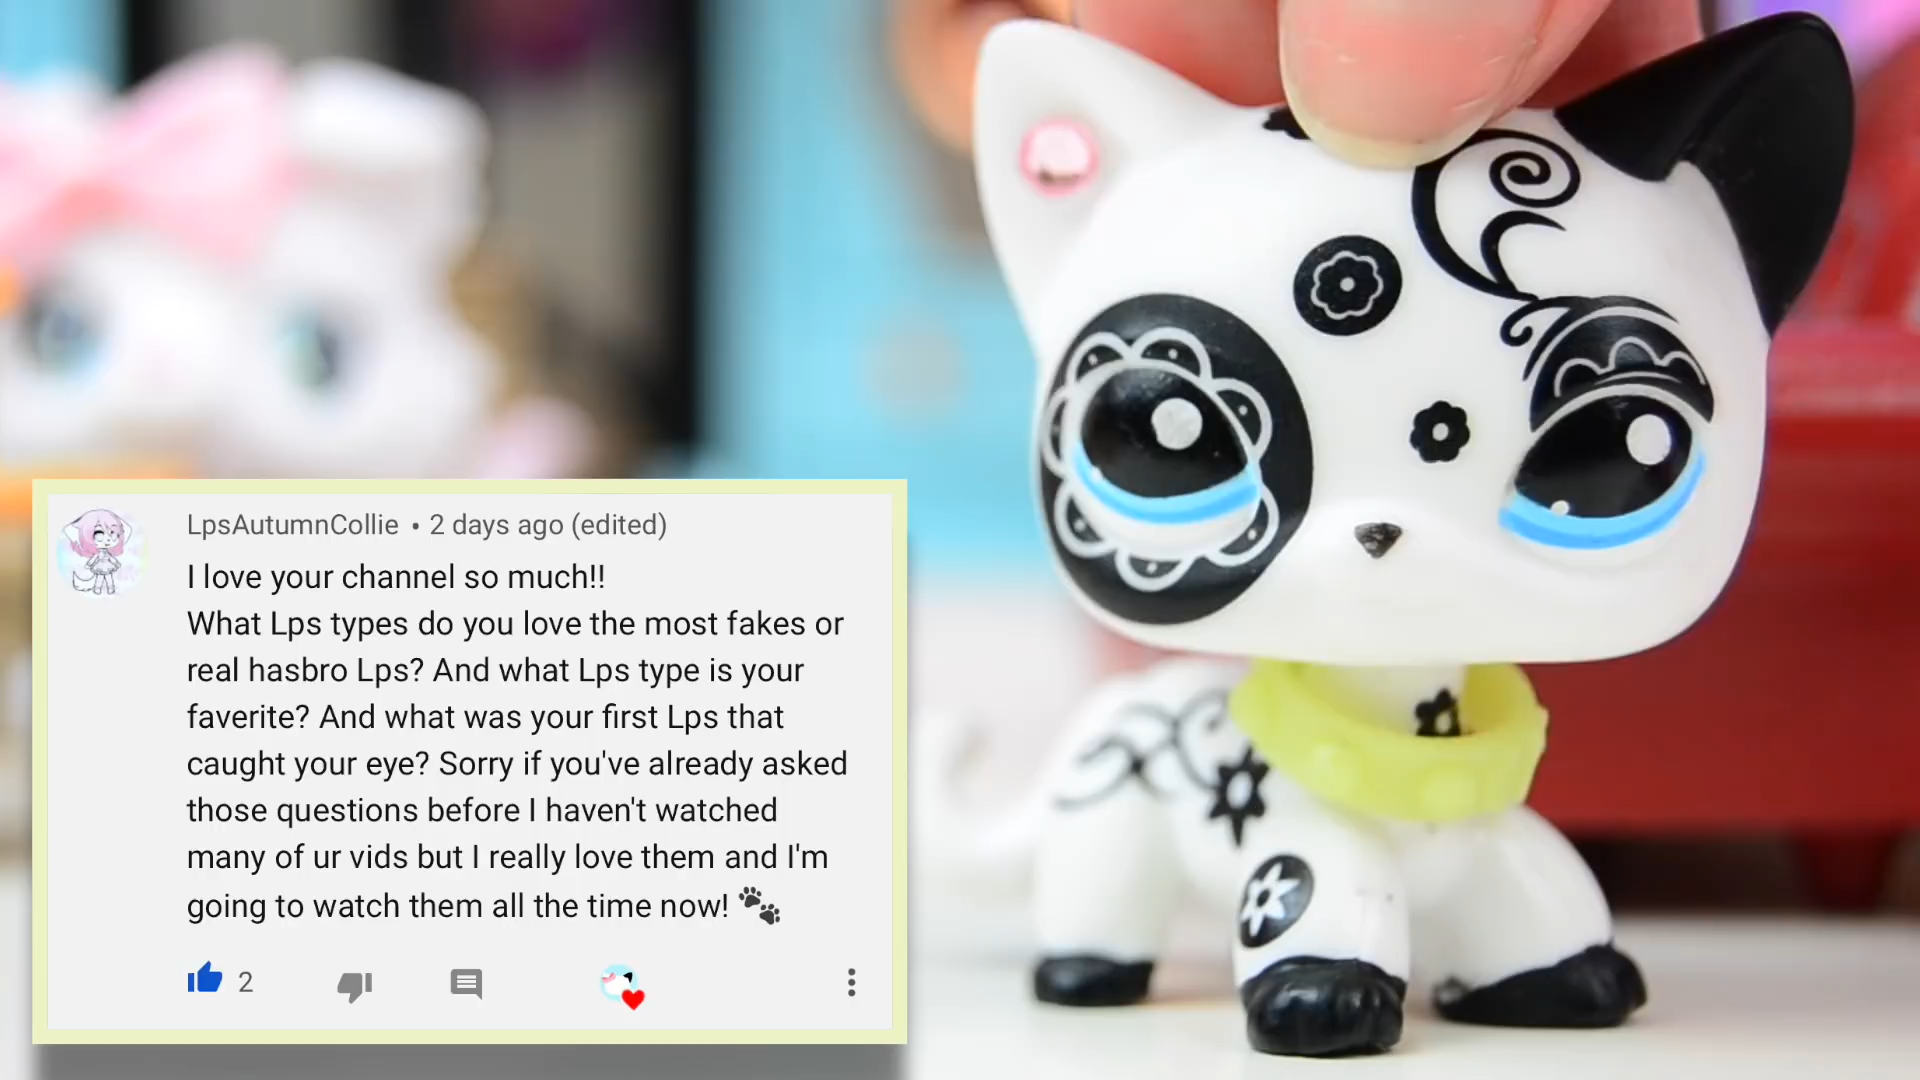 LpsAutumnCollie • 2 days ago (edited)
I love your channel so much!!
What Lps types do you love the most fakes or
real hasbro Lps? And what Lps type is your
faverite? And what was your first Lps that
caught your eye? Sorry if you've already asked
those questions before I haven't watched
many of ur vids but I really love them and I'm
going to watch them all the time now! 🐾
2